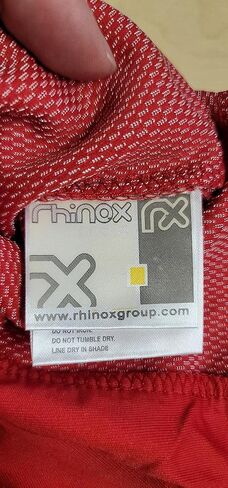 rhinox rx
rx
www.rhinoxgroup.com
DO NOT IRON.
DO NOT TUMBLE DRY.
LINE DRY IN SHADE